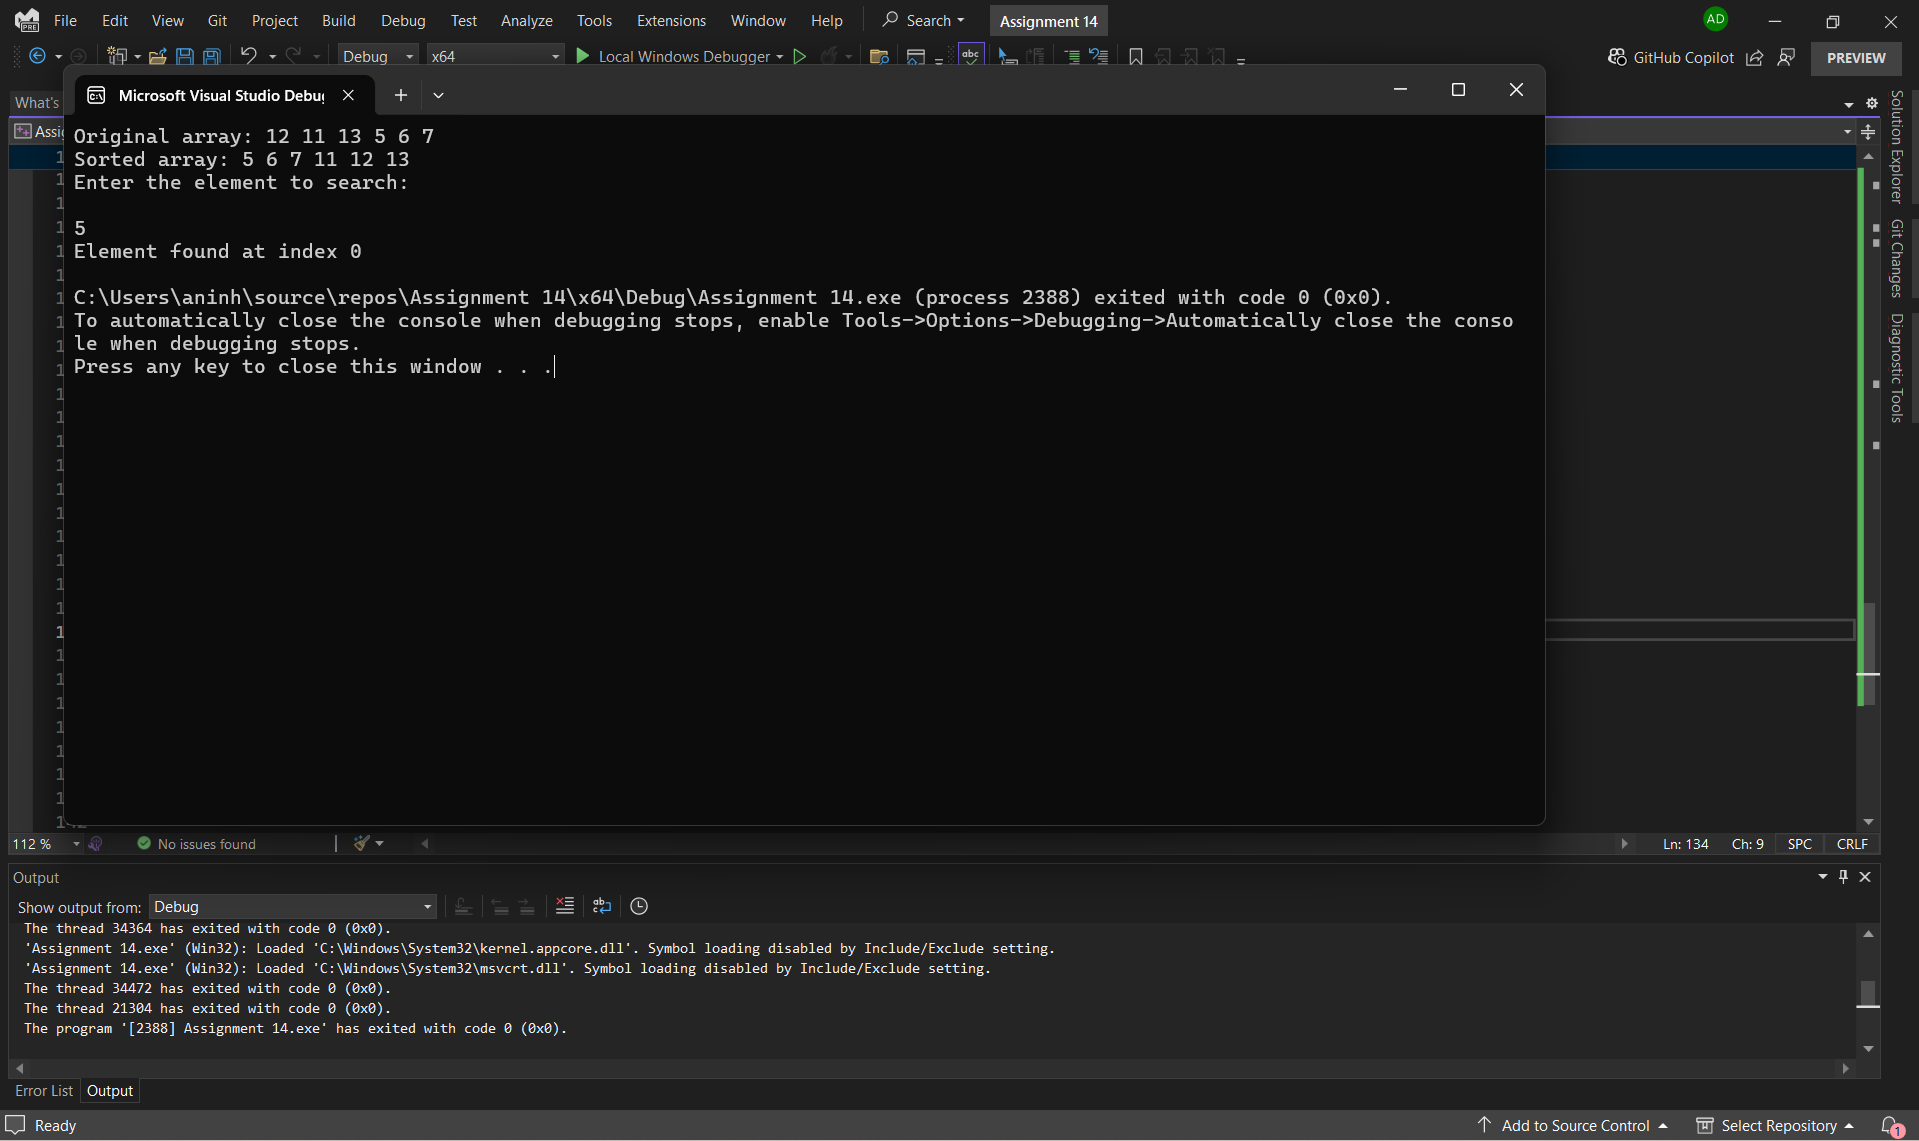 File Edit View Git Project Build Debug Test Analyze Tools Extensions Window Help Search Assignment 14 AD
PRE
Debug x64 Local Windows Debugger abc GitHub Copilot PREVIEW
What's
Microsoft Visual Studio Debu
Assi
Original array: 12 11 13 5 6 7
Sorted array: 5 6 7 11 12 13
Enter the element to search:
5
Element found at index 0
C:\Users\aninh\source\repos\Assignment 14\x64\Debug\Assignment 14.exe (process 2388) exited with code 0 (0x0).
To automatically close the console when debugging stops, enable Tools->Options->Debugging->Automatically close the conso
le when debugging stops.
Press any key to close this window . . .
Solution Explorer
Git Changes
Diagnostic Tools
112 % No issues found Ln: 134 Ch: 9 SPC CRLF
Output
Show output from: Debug
The thread 34364 has exited with code 0 (0x0).
'Assignment 14.exe' (Win32): Loaded 'C:\Windows\System32\kernel.appcore.dll'. Symbol loading disabled by Include/Exclude setting.
'Assignment 14.exe' (Win32): Loaded 'C:\Windows\System32\msvcrt.dll'. Symbol loading disabled by Include/Exclude setting.
The thread 34472 has exited with code 0 (0x0).
The thread 21304 has exited with code 0 (0x0).
The program '[2388] Assignment 14.exe' has exited with code 0 (0x0).
Error List Output
Ready Add to Source Control Select Repository 1